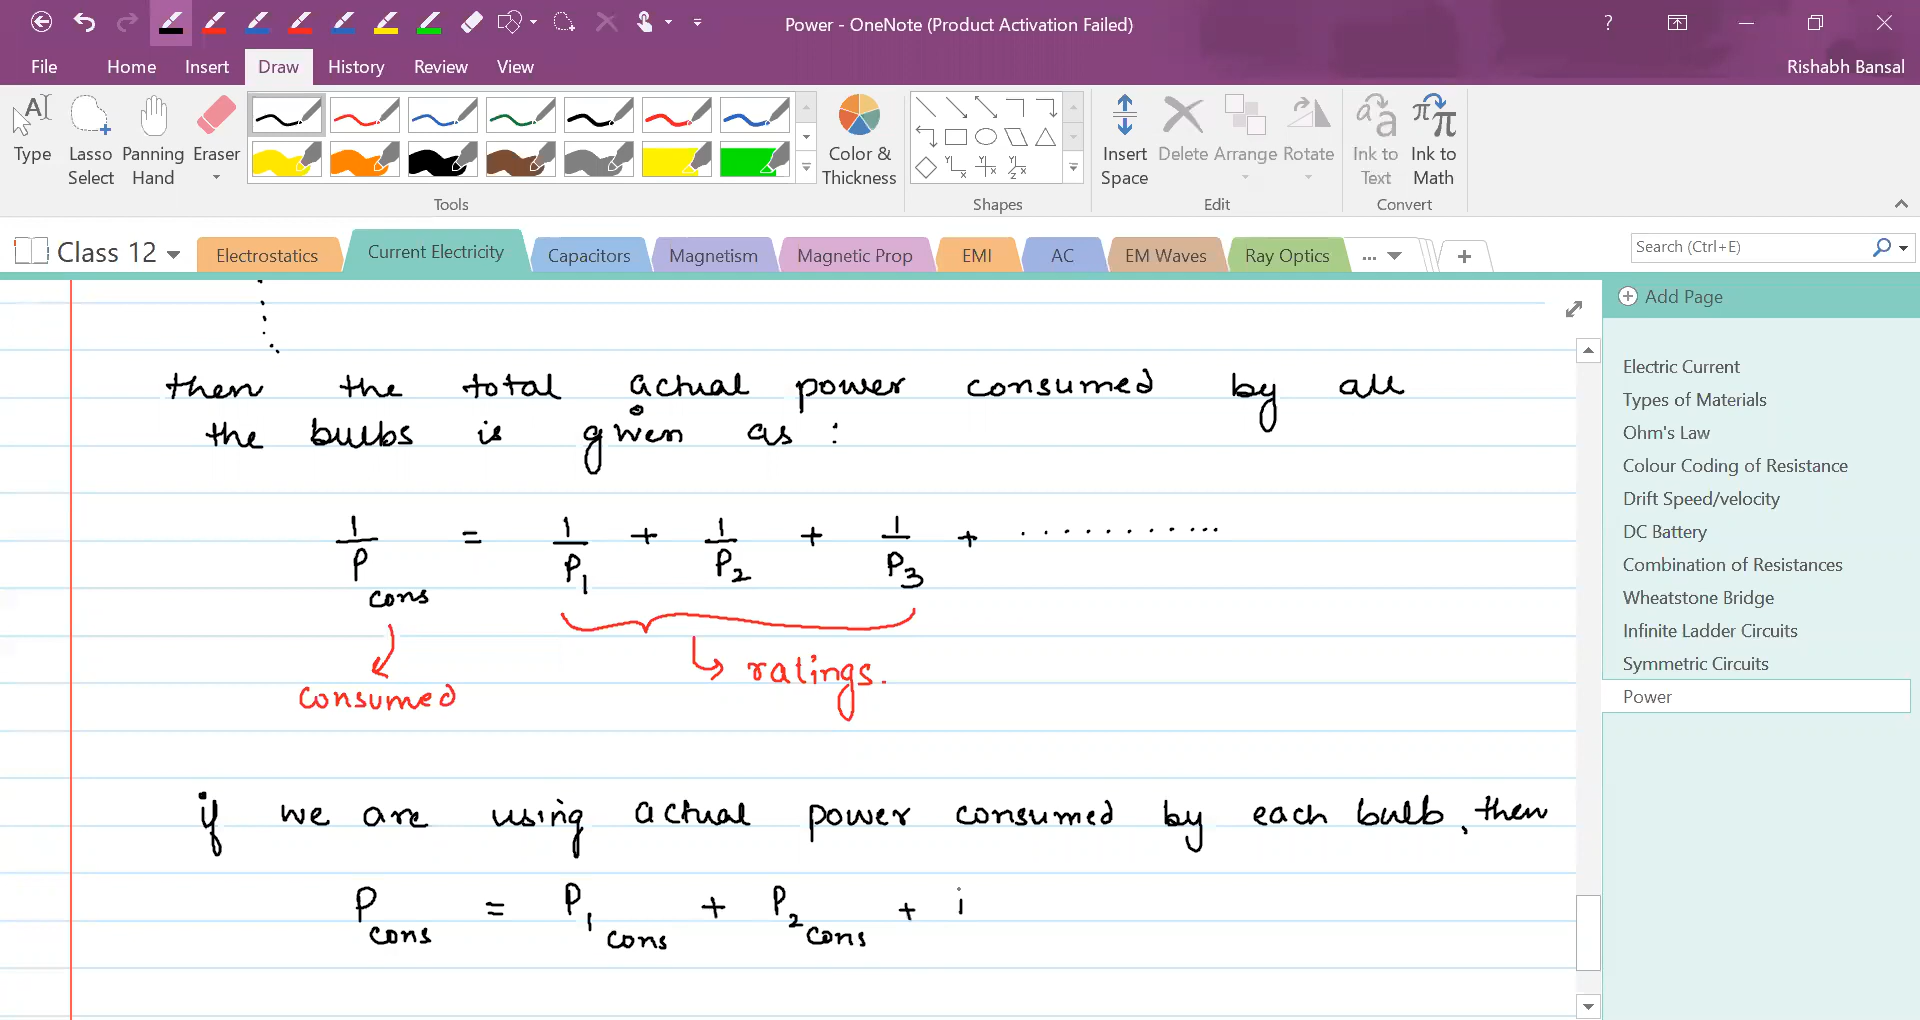 Power - OneNote (Product Activation Failed)
?
File Home Insert Draw History Review View
Rishabh Bansal
Type
Lasso Select
Panning Hand
Eraser
Color & Thickness
Insert Space
Delete
Arrange
Rotate
Ink to Text
Ink to Math
Tools
Shapes
Edit
Convert
Class 12
Electrostatics
Current Electricity
Capacitors
Magnetism
Magnetic Prop
EMI
AC
EM Waves
Ray Optics
...
Search (Ctrl+E)
then the total actual power consumed by all
the bulbs is given as :
1/P cons = 1/P1 + 1/P2 + 1/P3 + ...........
consumed
ratings.
if we are using actual power consumed by each bulb, then
P cons = P1 cons + P2 cons +
Add Page
Electric Current
Types of Materials
Ohm's Law
Colour Coding of Resistance
Drift Speed/velocity
DC Battery
Combination of Resistances
Wheatstone Bridge
Infinite Ladder Circuits
Symmetric Circuits
Power